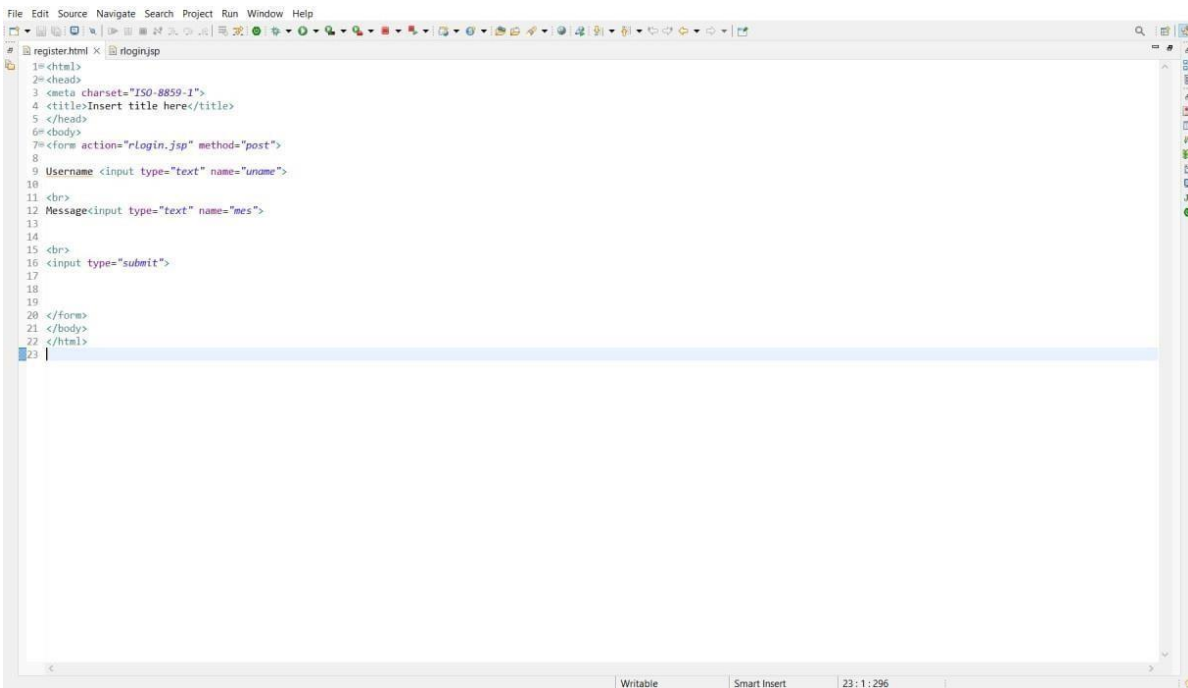 File Edit Source Navigate Search Project Run Window Help
register.html rlogin.jsp
1 <html>
2 <head>
3 <meta charset="ISO-8859-1">
4 <title>Insert title here</title>
5 </head>
6 <body>
7 <form action="rlogin.jsp" method="post">
8
9 Username <input type="text" name="uname">
10
11 <br>
12 Message<input type="text" name="mes">
13
14
15 <br>
16 <input type="submit">
17
18
19
20 </form>
21 </body>
22 </html>
23
Writable Smart Insert 23 : 1 : 296